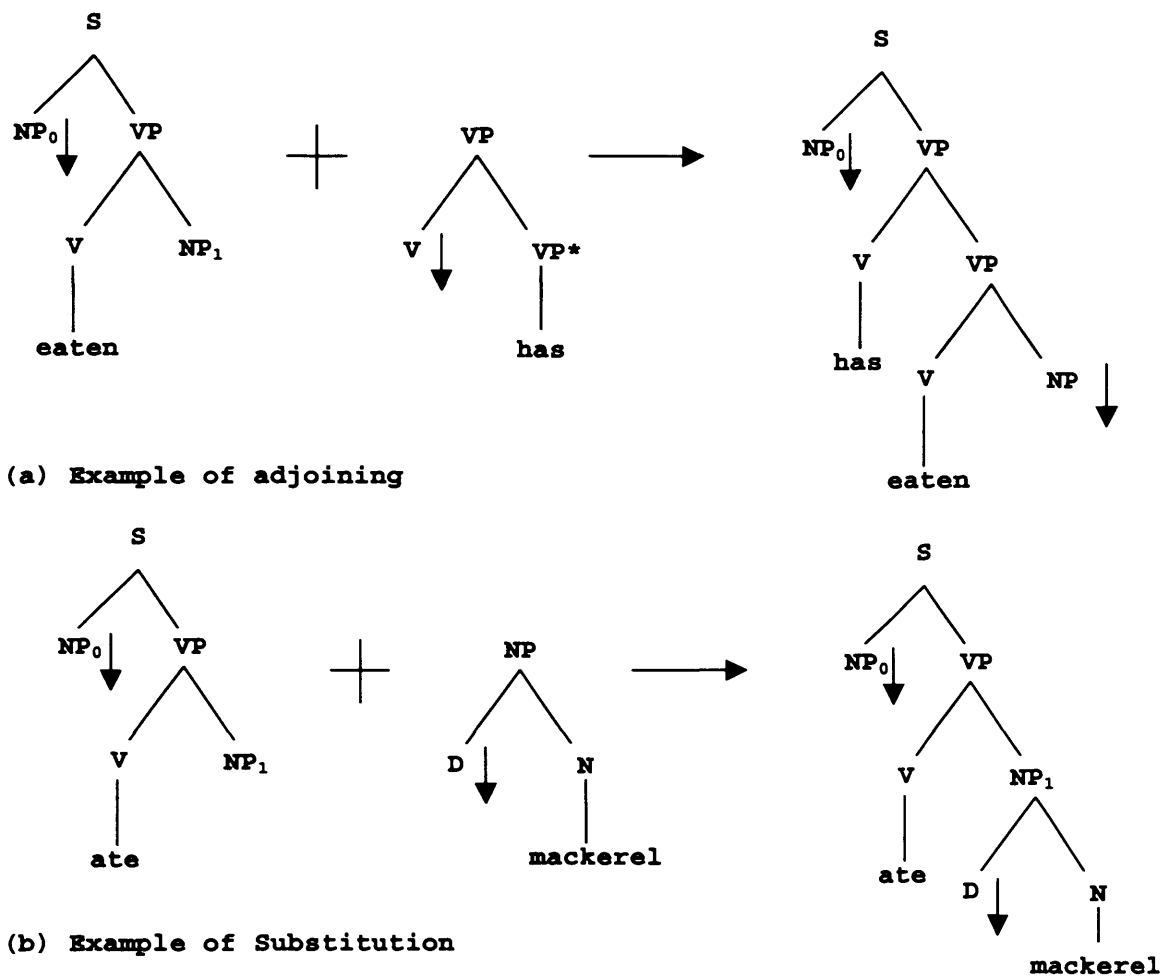 S
S
NP₀ VP
VP
NP₀ VP
V NP₁
V VP*
V VP
eaten
has
has
V NP
(a) Example of adjoining
eaten
S
S
NP₀ VP
NP
NP₀ VP
V NP₁
D N
V NP₁
ate
mackerel
ate
D N
(b) Example of Substitution
mackerel